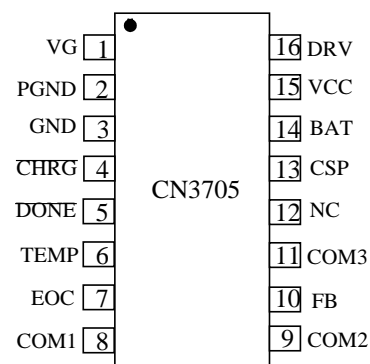 VG 1 16 DRV
PGND 2 15 VCC
GND 3 14 BAT
CHRG 4 13 CSP
CN3705
DONE 5 12 NC
TEMP 6 11 COM3
EOC 7 10 FB
COM1 8 9 COM2